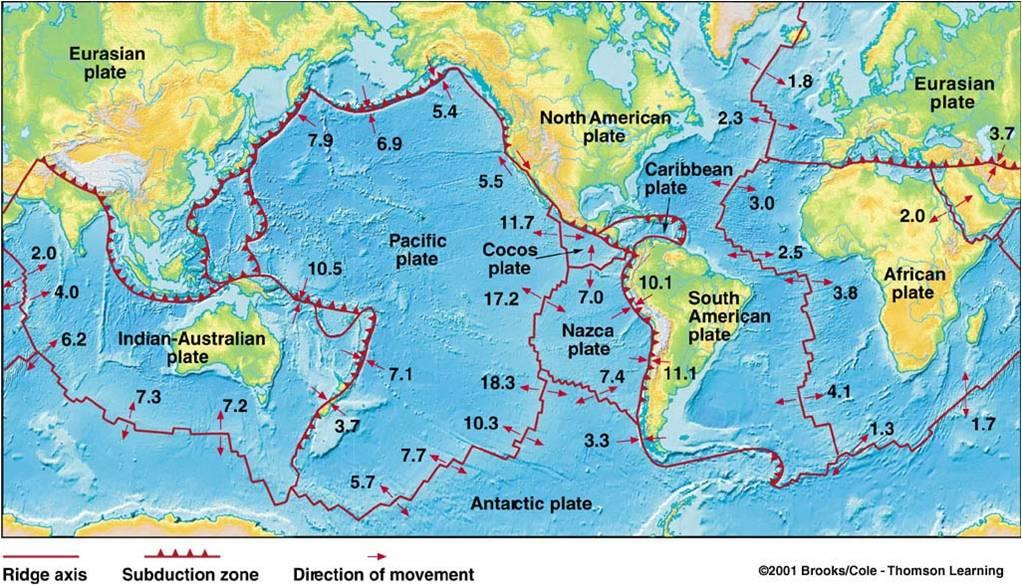 Eurasian
plate
1.8
Eurasian
plate
5.4
2.3
North American
plate
7.9
6.9
3.7
Caribbean
plate
5.5
3.0
2.0
11.7
Pacific
plate
Cocos
plate
2.0
2.5
10.5
10.1
African
plate
4.0
17.2
7.0
3.8
South
American
plate
Nazca
plate
6.2
Indian-Australian
plate
7.1
11.1
18.3
7.4
7.3
7.2
4.1
3.7
10.3
1.3
1.7
3.3
7.7
5.7
Antarctic plate
Ridge axis
Subduction zone
Direction of movement
©2001 Brooks/Cole - Thomson Learning